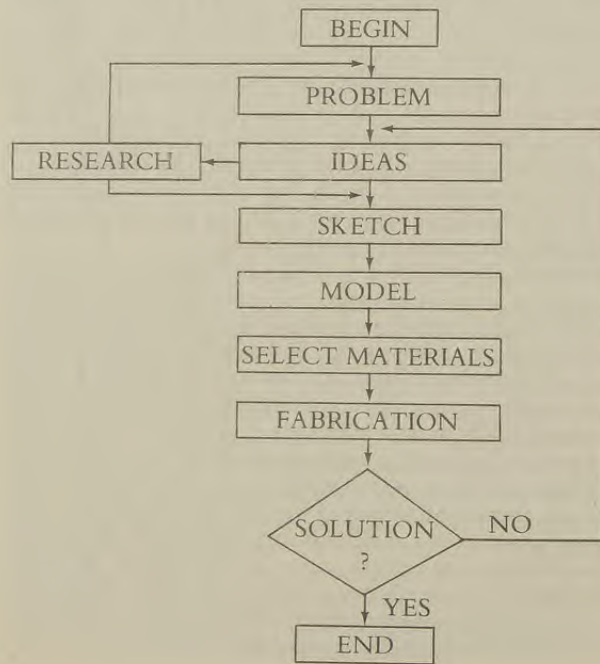 BEGIN
PROBLEM
RESEARCH
IDEAS
SKETCH
MODEL
SELECT MATERIALS
FABRICATION
SOLUTION
?
NO
YES
END